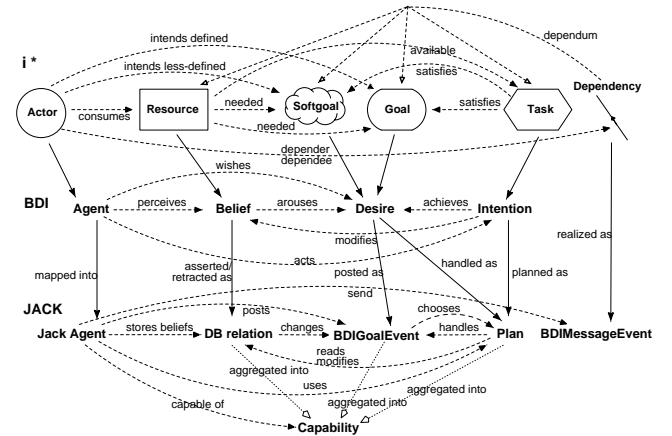 intends defined
dependum
i *
available
intends less-defined
satisfies
Dependency
Actor
Resource
needed
Softgoal
Goal
satisfies
Task
consumes
needed
depender
dependee
wishes
BDI
Agent
perceives
Belief
arouses
Desire
achieves
Intention
modifies
realized as
acts
mapped into
asserted/
retracted as
posted as
handled as
planned as
send
JACK
posts
chooses
Jack Agent
stores beliefs
DB relation
changes
BDIGoalEvent
handles
Plan
BDIMessageEvent
reads
modifies
aggregated into
uses
aggregated into
aggregated into
capable of
Capability